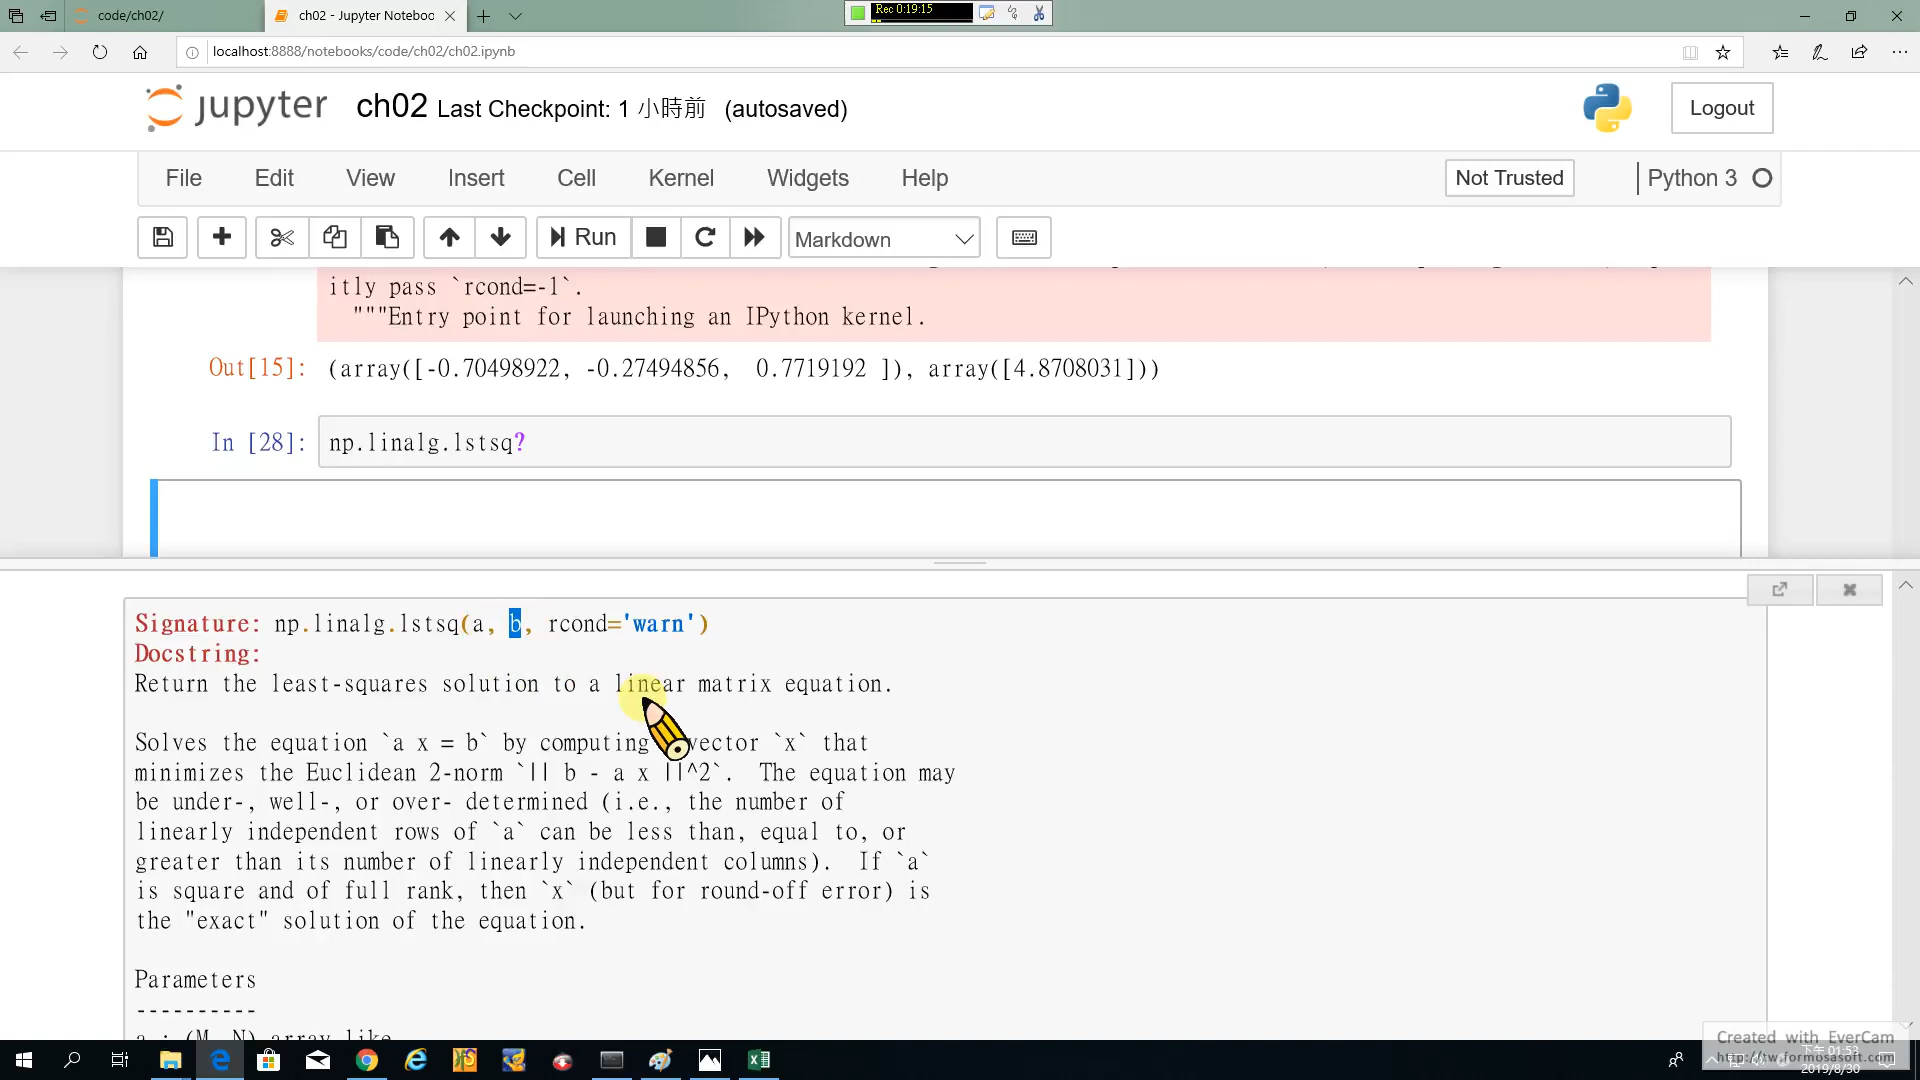 code/ch02/
ch02 - Jupyter Noteboo
Rec 0:19:15
localhost:8888/notebooks/code/ch02/ch02.ipynb
jupyter ch02 Last Checkpoint: 1 小時前 (autosaved)
Logout
File Edit View Insert Cell Kernel Widgets Help
Not Trusted
Python 3
Run
Markdown
itly pass `rcond=-1`.
"""Entry point for launching an IPython kernel.
Out[15]: (array([-0.70498922, -0.27494856,  0.7719192 ]), array([4.8708031]))
In [28]: np.linalg.lstsq?
Signature: np.linalg.lstsq(a, b, rcond='warn')
Docstring:
Return the least-squares solution to a linear matrix equation.
Solves the equation `a x = b` by computing vector `x` that
minimizes the Euclidean 2-norm `|| b - a x ||^2`.  The equation may
be under-, well-, or over- determined (i.e., the number of
linearly independent rows of `a` can be less than, equal to, or
greater than its number of linearly independent columns).  If `a`
is square and of full rank, then `x` (but for round-off error) is
the "exact" solution of the equation.
Parameters
----------
a : (M, N) array_like
Created with EverCam
http://tw.formosasoft.com
下午 01:53
2019/8/30